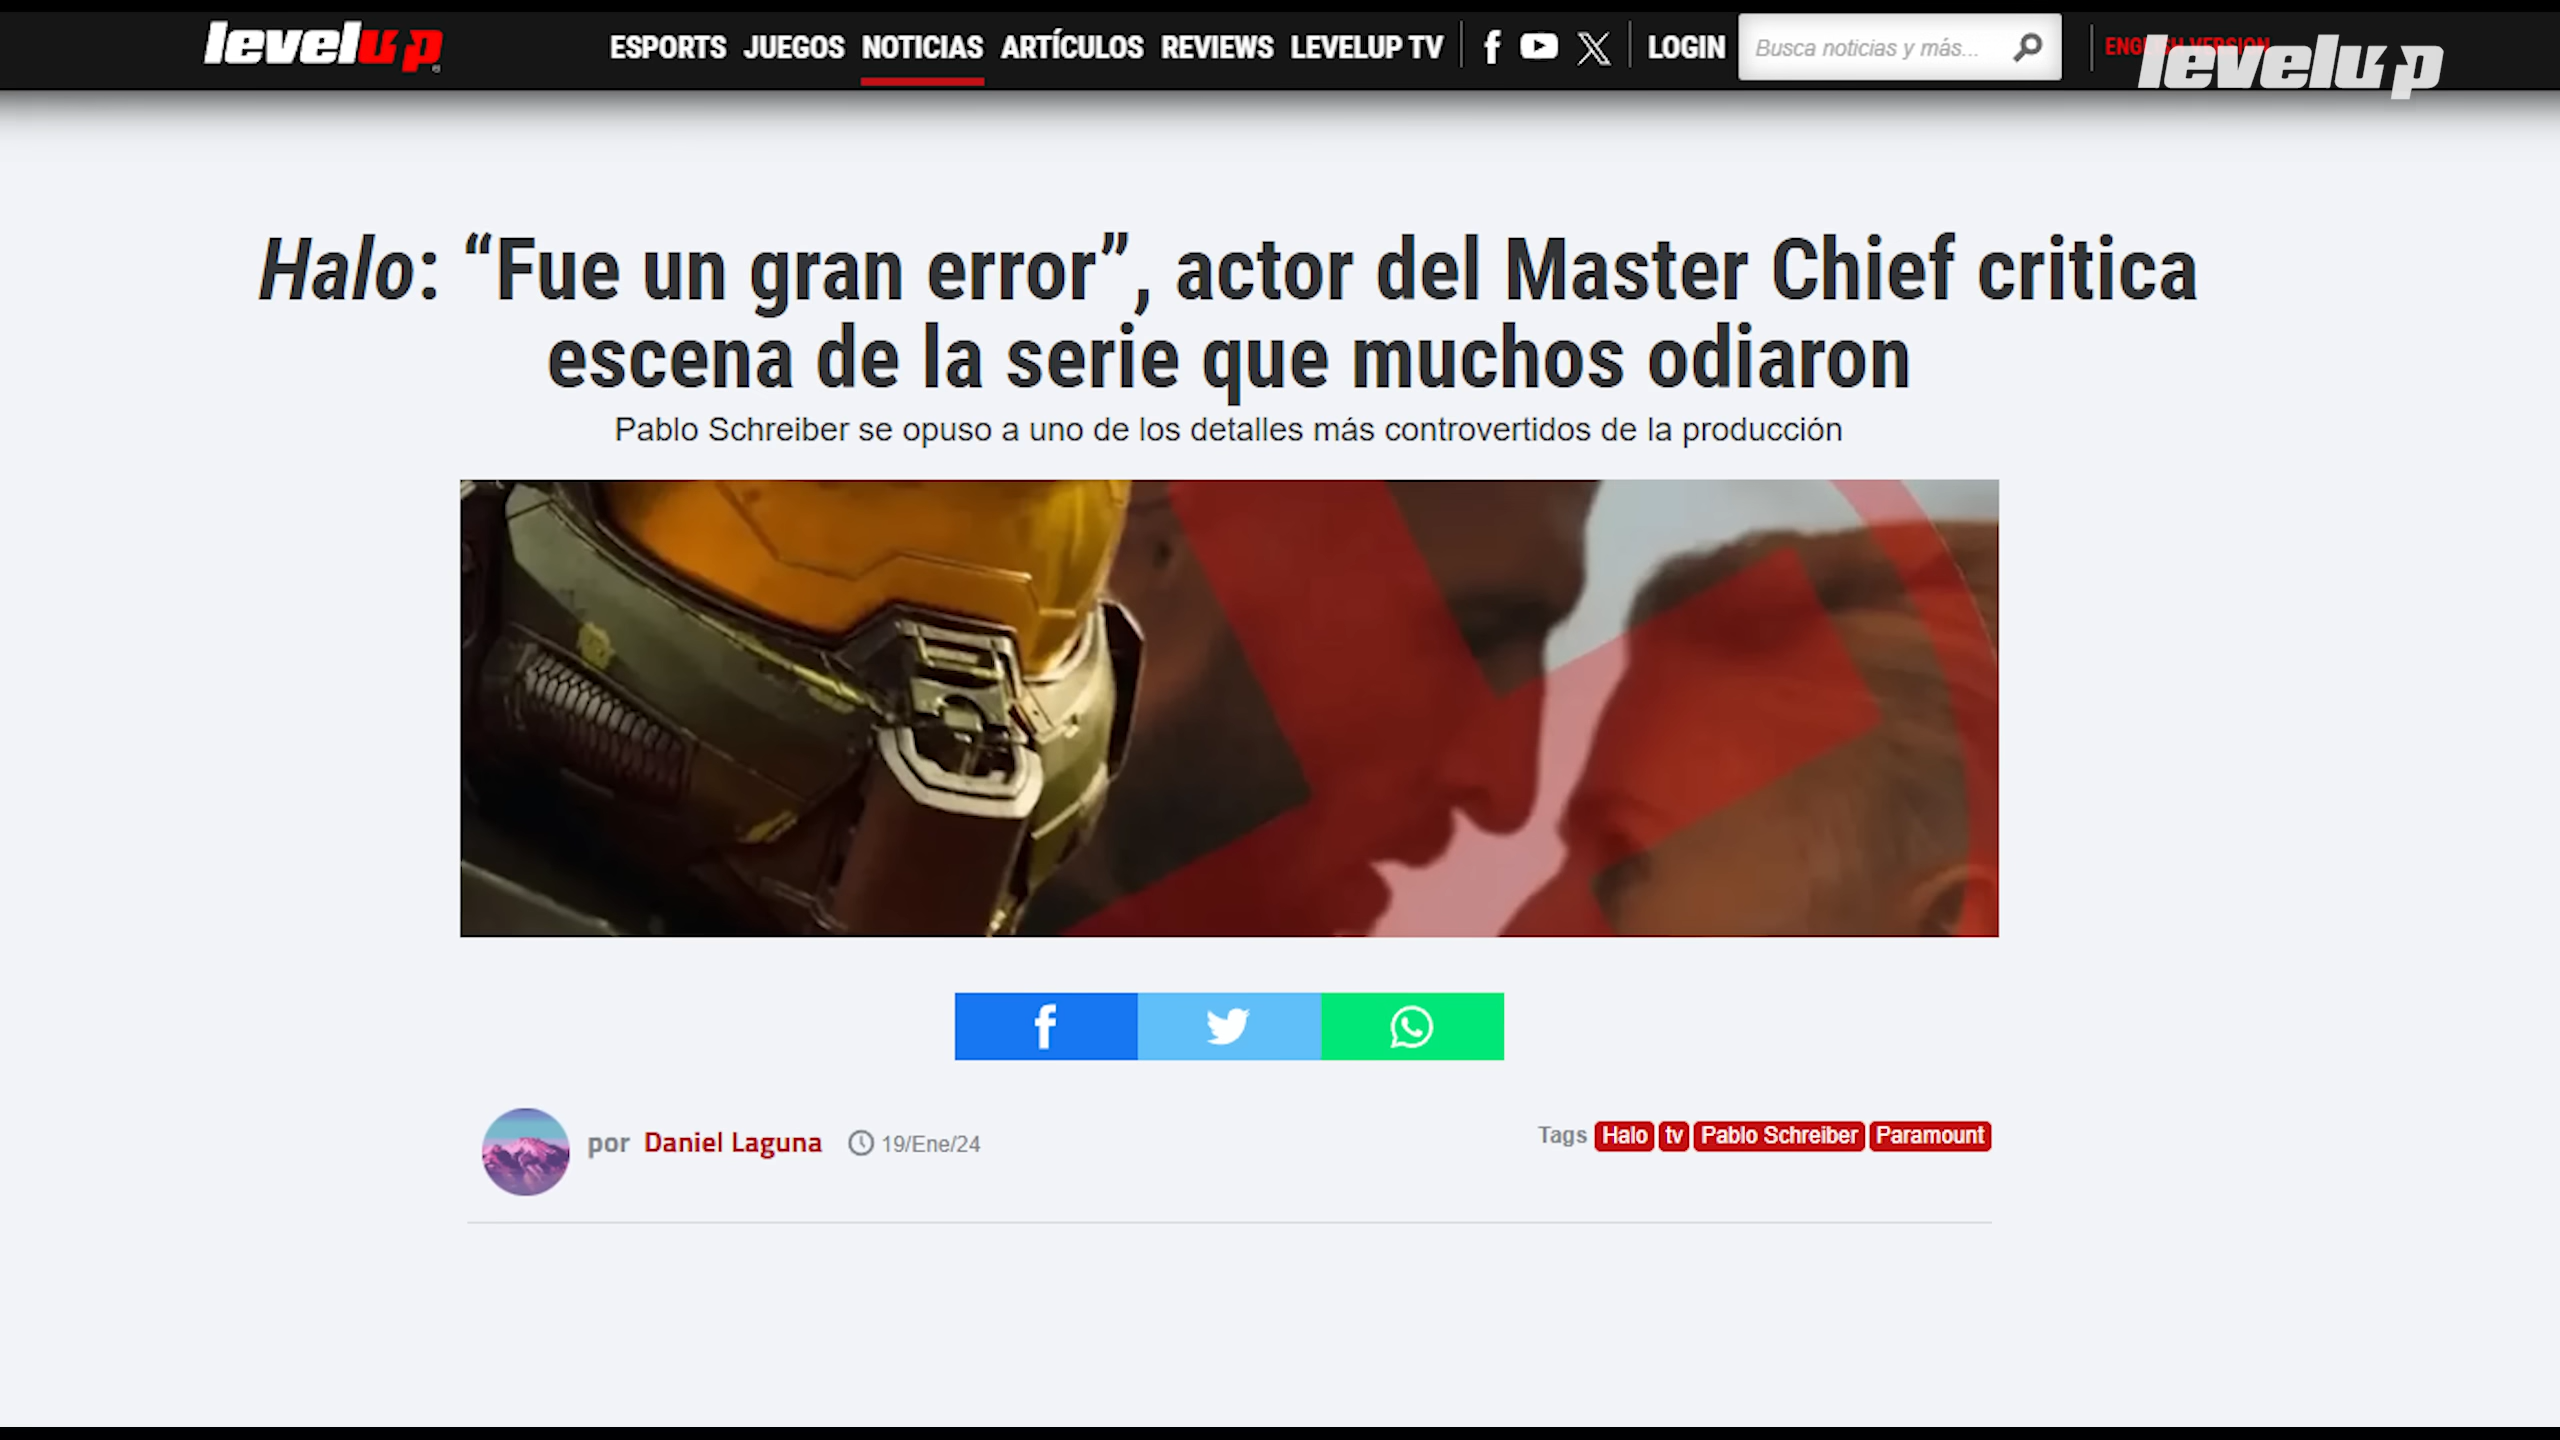 levelup
ESPORTS JUEGOS NOTICIAS ARTÍCULOS REVIEWS LEVELUP TV
LOGIN
Busca noticias y más...
levelup
Halo: “Fue un gran error”, actor del Master Chief critica
escena de la serie que muchos odiaron
Pablo Schreiber se opuso a uno de los detalles más controvertidos de la producción
por Daniel Laguna 19/Ene/24
Tags Halo tv Pablo Schreiber Paramount